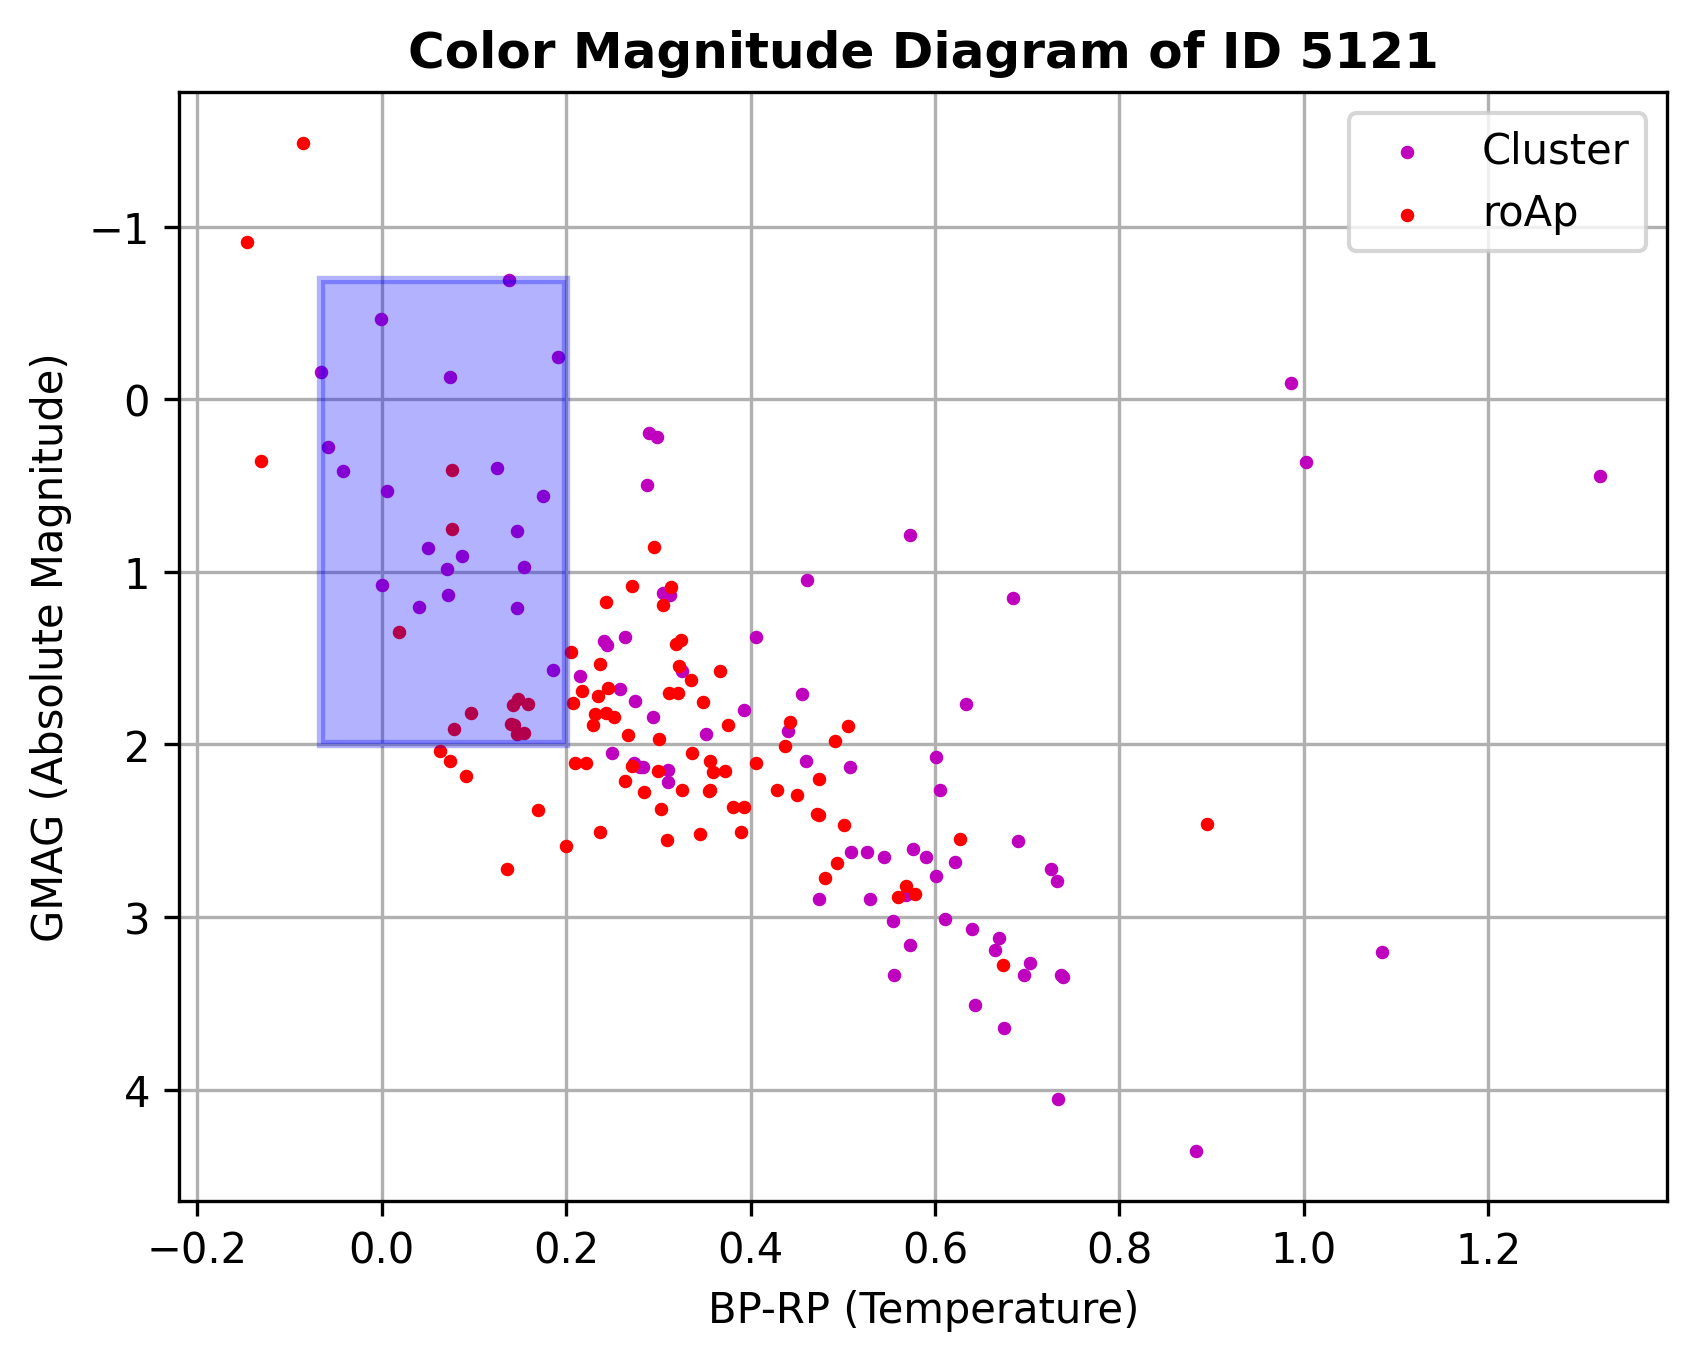 Color Magnitude Diagram of ID 5121
Cluster
roAp
GMAG (Absolute Magnitude)
−1
0
1
2
3
4
−0.2 0.0 0.2 0.4 0.6 0.8 1.0 1.2
BP-RP (Temperature)